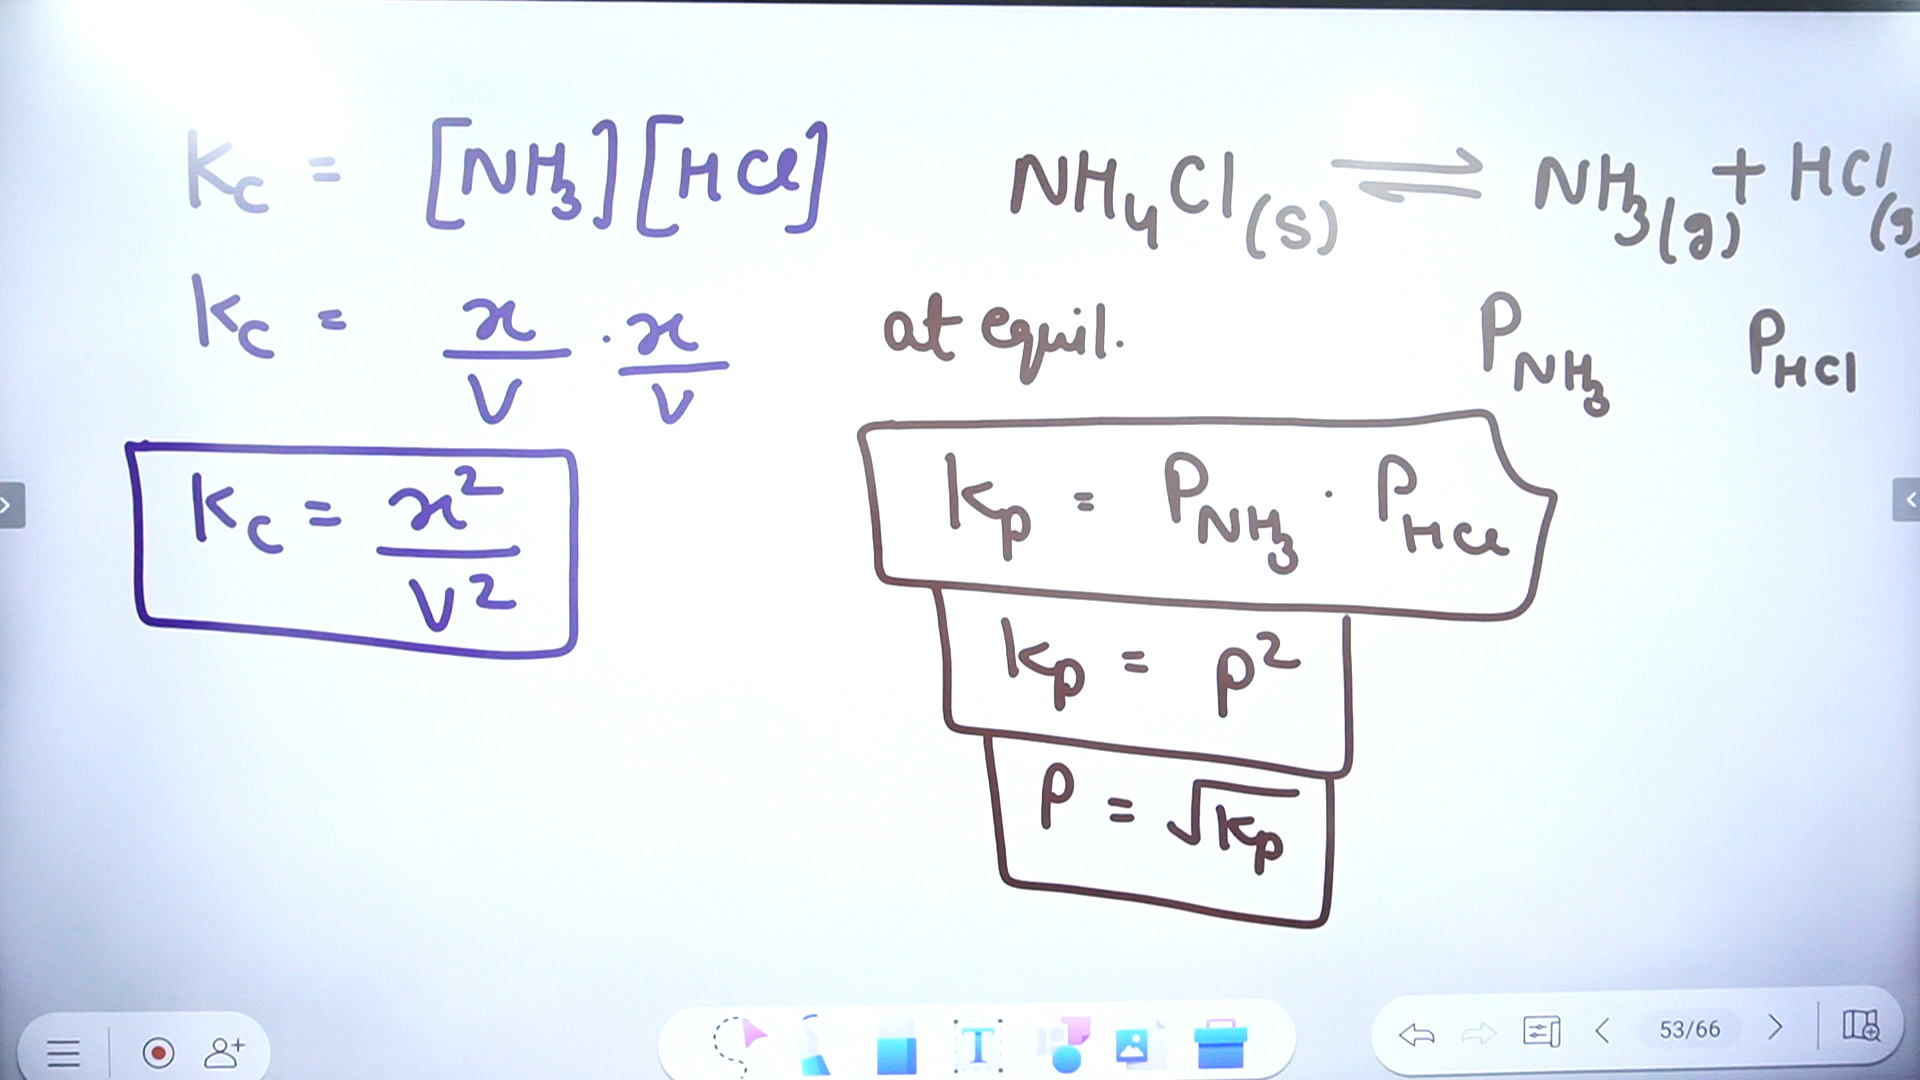 Kc = [NH3][HCl]
Kc = x/V · x/V
Kc = x²/V²
NH4Cl(s) ⇌ NH3(g) + HCl(g)
at equil. PNH3 PHCl
Kp = PNH3 · PHCl
Kp = p²
P = √Kp
T
53/66